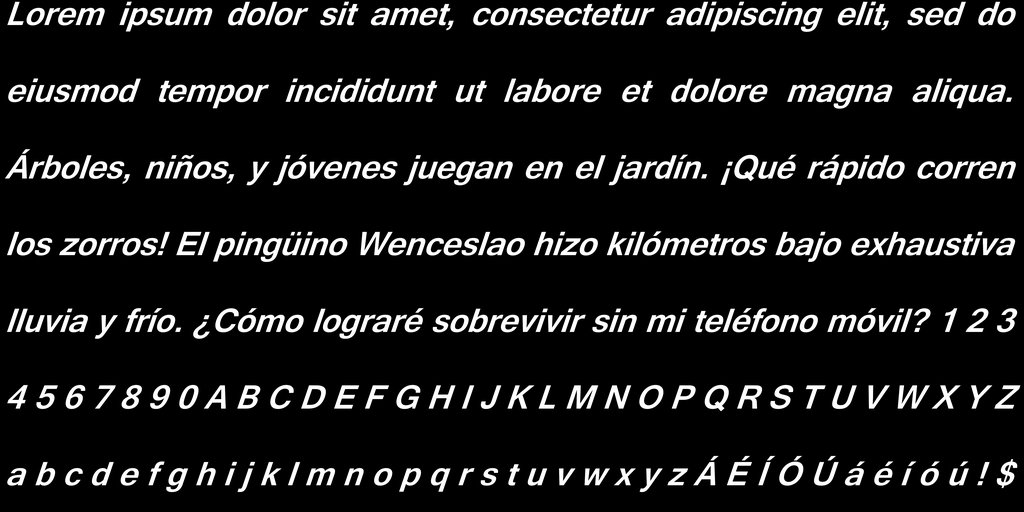 Lorem ipsum dolor sit amet, consectetur adipiscing elit, sed do
eiusmod tempor incididunt ut labore et dolore magna aliqua.
Árboles, niños, y jóvenes juegan en el jardín. ¡Qué rápido corren
los zorros! El pingüino Wenceslao hizo kilómetros bajo exhaustiva
lluvia y frío. ¿Cómo lograré sobrevivir sin mi teléfono móvil? 1 2 3
4 5 6 7 8 9 0 A B C D E F G H I J K L M N O P Q R S T U V W X Y Z
a b c d e f g h i j k l m n o p q r s t u v w x y z Á É Í Ó Ú á é í ó ú ! $